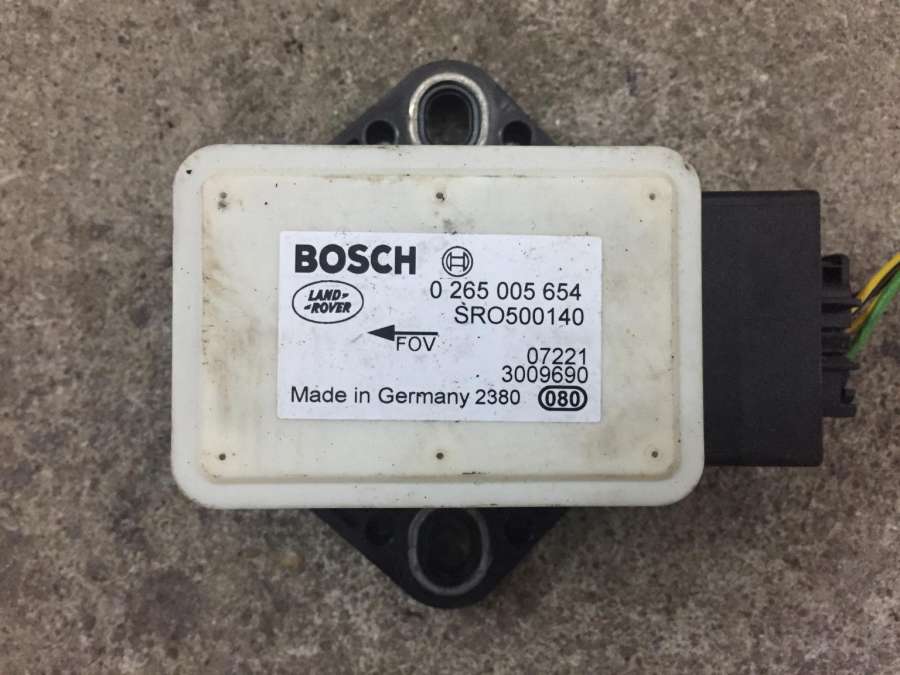 BOSCH
LAND-
-ROVER
0 265 005 654
SRO500140
FOV
07221
3009690
Made in Germany 2380 080